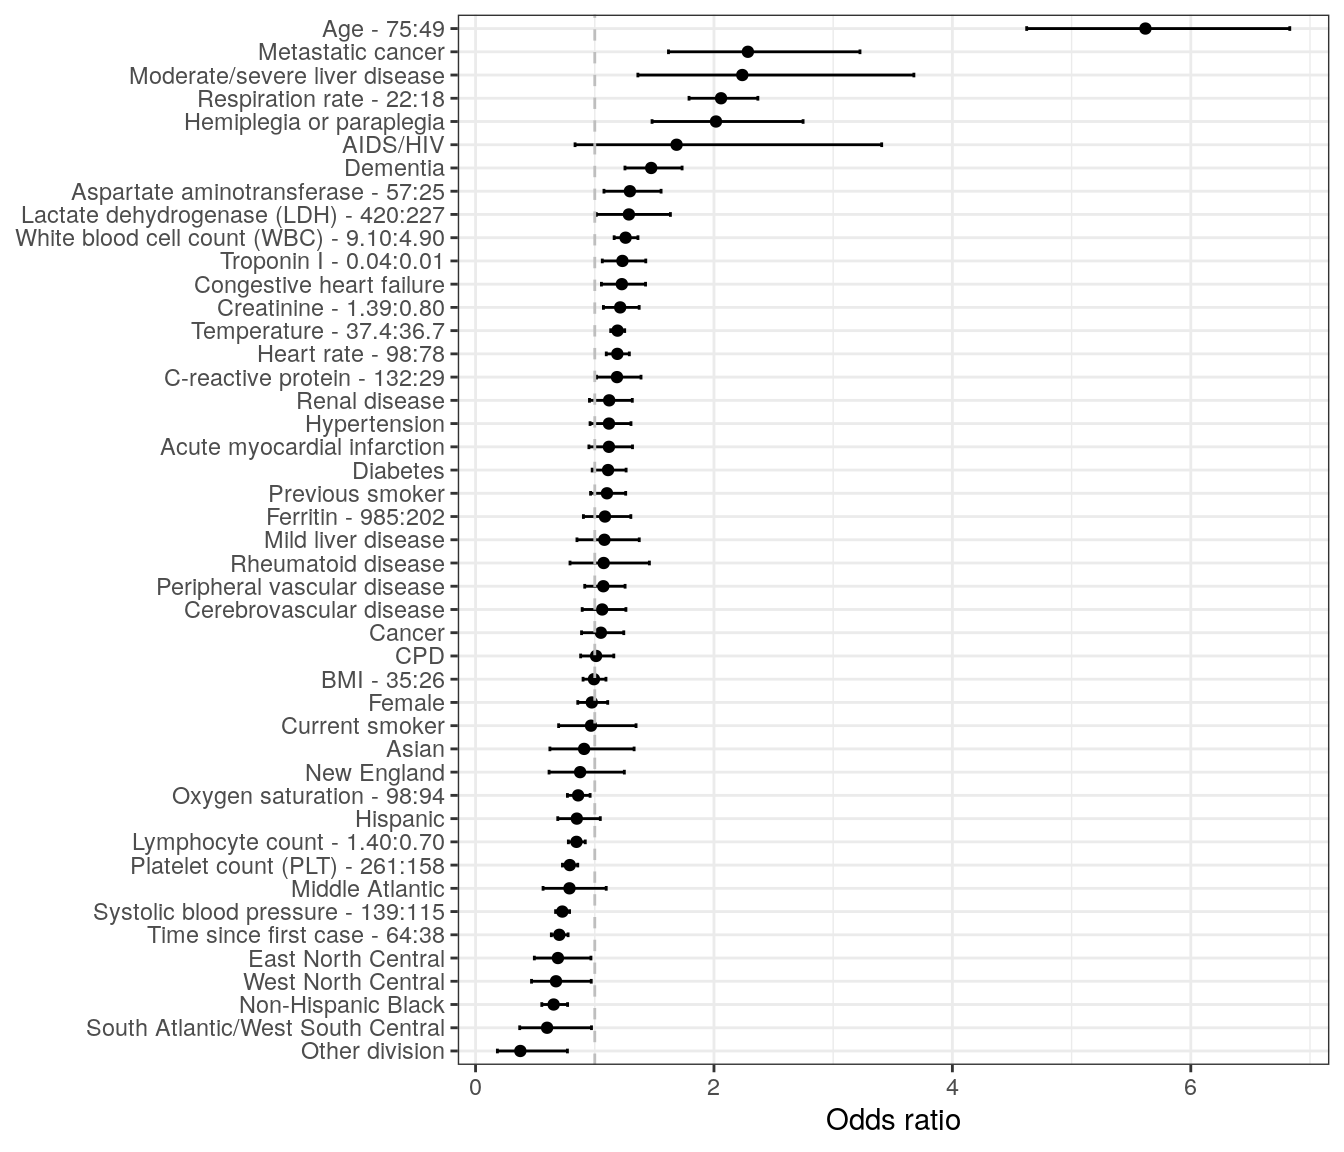 Age - 75:49
Metastatic cancer
Moderate/severe liver disease
Respiration rate - 22:18
Hemiplegia or paraplegia
AIDS/HIV
Dementia
Aspartate aminotransferase - 57:25
Lactate dehydrogenase (LDH) - 420:227
White blood cell count (WBC) - 9.10:4.90
Troponin I - 0.04:0.01
Congestive heart failure
Creatinine - 1.39:0.80
Temperature - 37.4:36.7
Heart rate - 98:78
C-reactive protein - 132:29
Renal disease
Hypertension
Acute myocardial infarction
Diabetes
Previous smoker
Ferritin - 985:202
Mild liver disease
Rheumatoid disease
Peripheral vascular disease
Cerebrovascular disease
Cancer
CPD
BMI - 35:26
Female
Current smoker
Asian
New England
Oxygen saturation - 98:94
Hispanic
Lymphocyte count - 1.40:0.70
Platelet count (PLT) - 261:158
Middle Atlantic
Systolic blood pressure - 139:115
Time since first case - 64:38
East North Central
West North Central
Non-Hispanic Black
South Atlantic/West South Central
Other division
0 2 4 6
Odds ratio